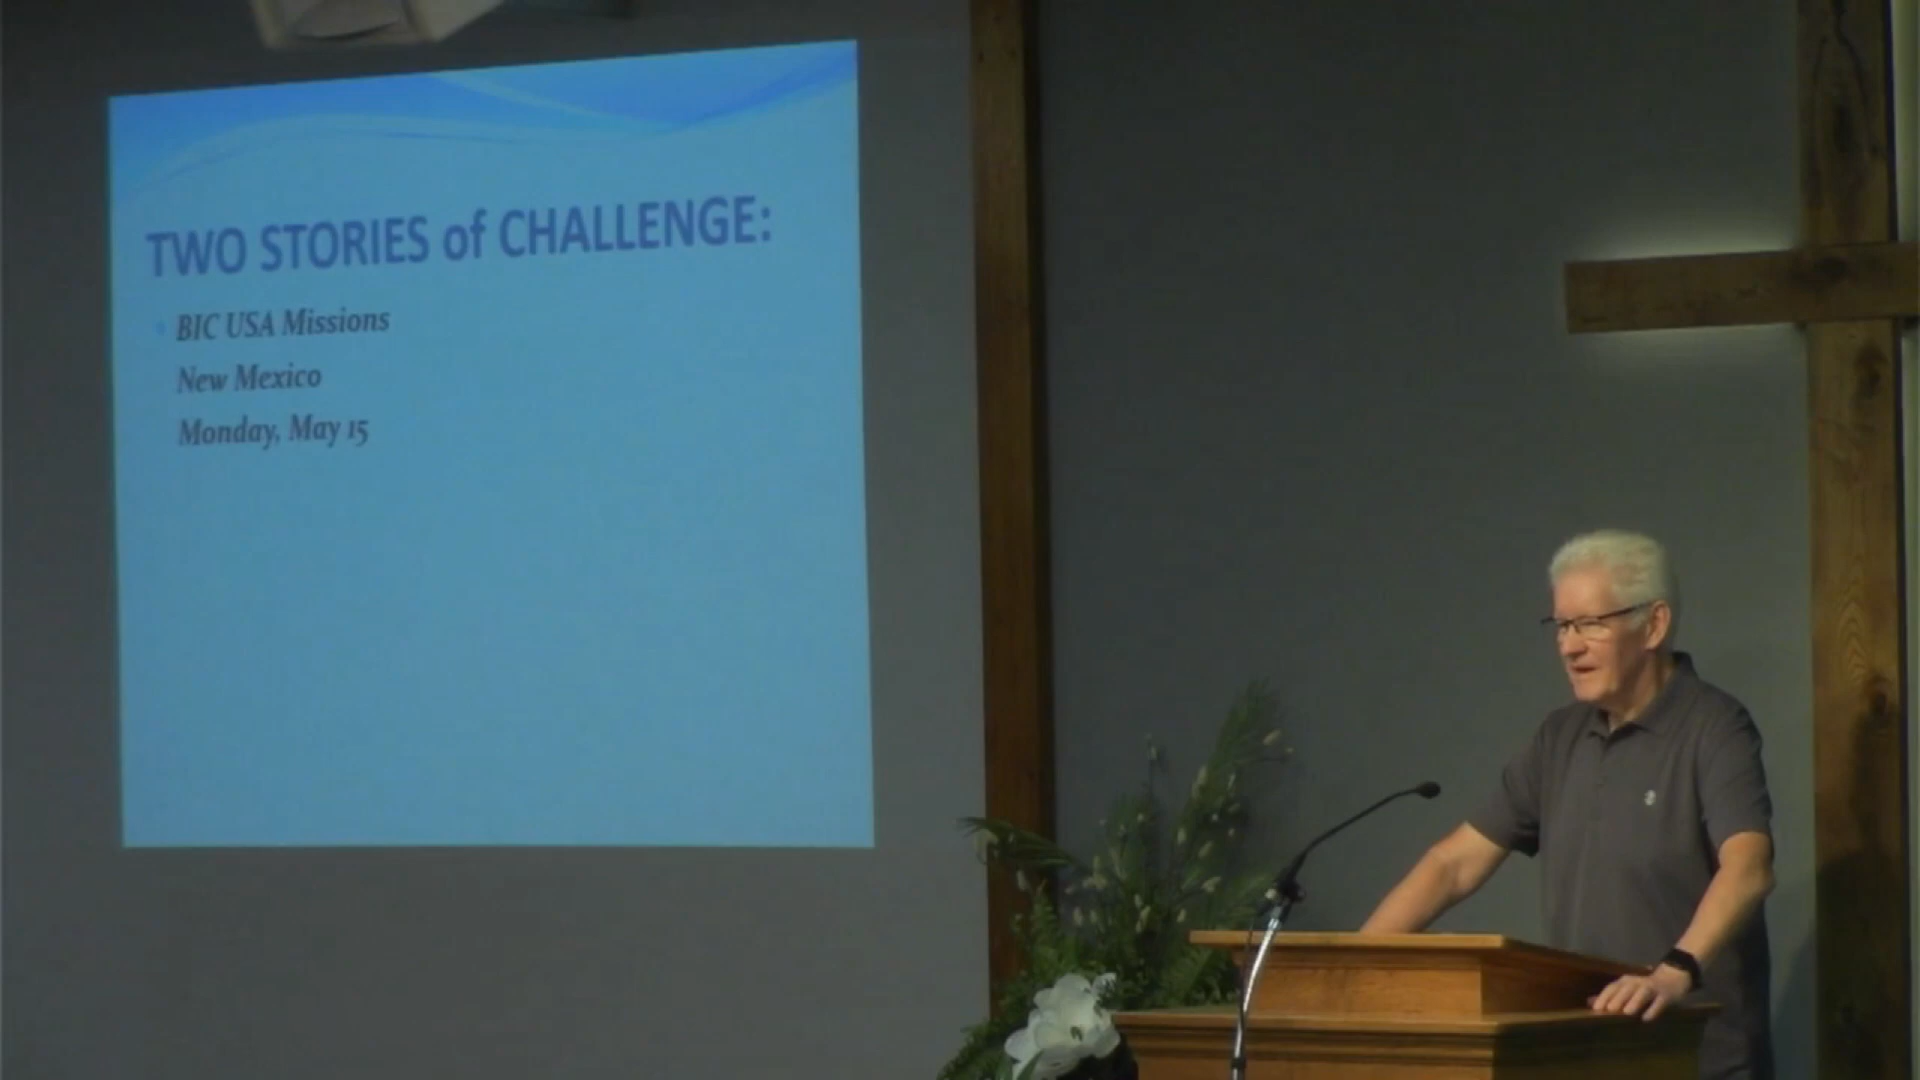 TWO STORIES of CHALLENGE:
BIC USA Missions
New Mexico
Monday, May 15